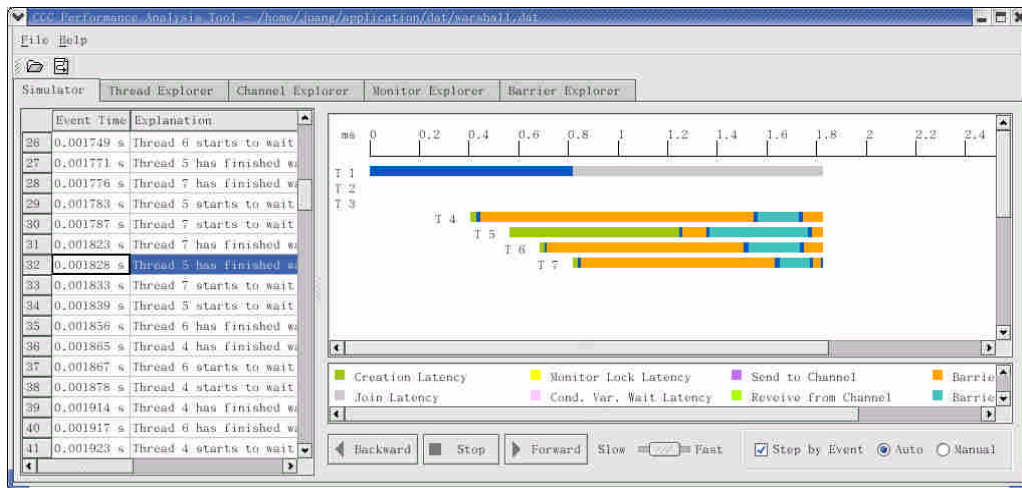 CCC Performance Analysis Tool - /home/juang/application/dat/warshall.dat
File Help
Simulator Thread Explorer Channel Explorer Monitor Explorer Barrier Explorer
Event Time Explanation
26 0.001749 s Thread 6 starts to wait
27 0.001771 s Thread 5 has finished wa
28 0.001776 s Thread 7 has finished wa
29 0.001783 s Thread 5 starts to wait
30 0.001787 s Thread 7 starts to wait
31 0.001823 s Thread 7 has finished wa
32 0.001828 s Thread 5 has finished wa
33 0.001833 s Thread 7 starts to wait
34 0.001839 s Thread 5 starts to wait
35 0.001856 s Thread 6 has finished wa
36 0.001865 s Thread 4 has finished wa
37 0.001867 s Thread 6 starts to wait
38 0.001878 s Thread 4 starts to wait
39 0.001914 s Thread 4 has finished wa
40 0.001917 s Thread 6 has finished wa
41 0.001923 s Thread 4 starts to wait
ms 0 0.2 0.4 0.6 0.8 1 1.2 1.4 1.6 1.8 2 2.2 2.4
T 1
T 2
T 3
T 4
T 5
T 6
T 7
Creation Latency Monitor Lock Latency Send to Channel Barrie
Join Latency Cond. Var. Wait Latency Reveive from Channel Barrie
Backward Stop Forward Slow Fast Step by Event Auto Manual